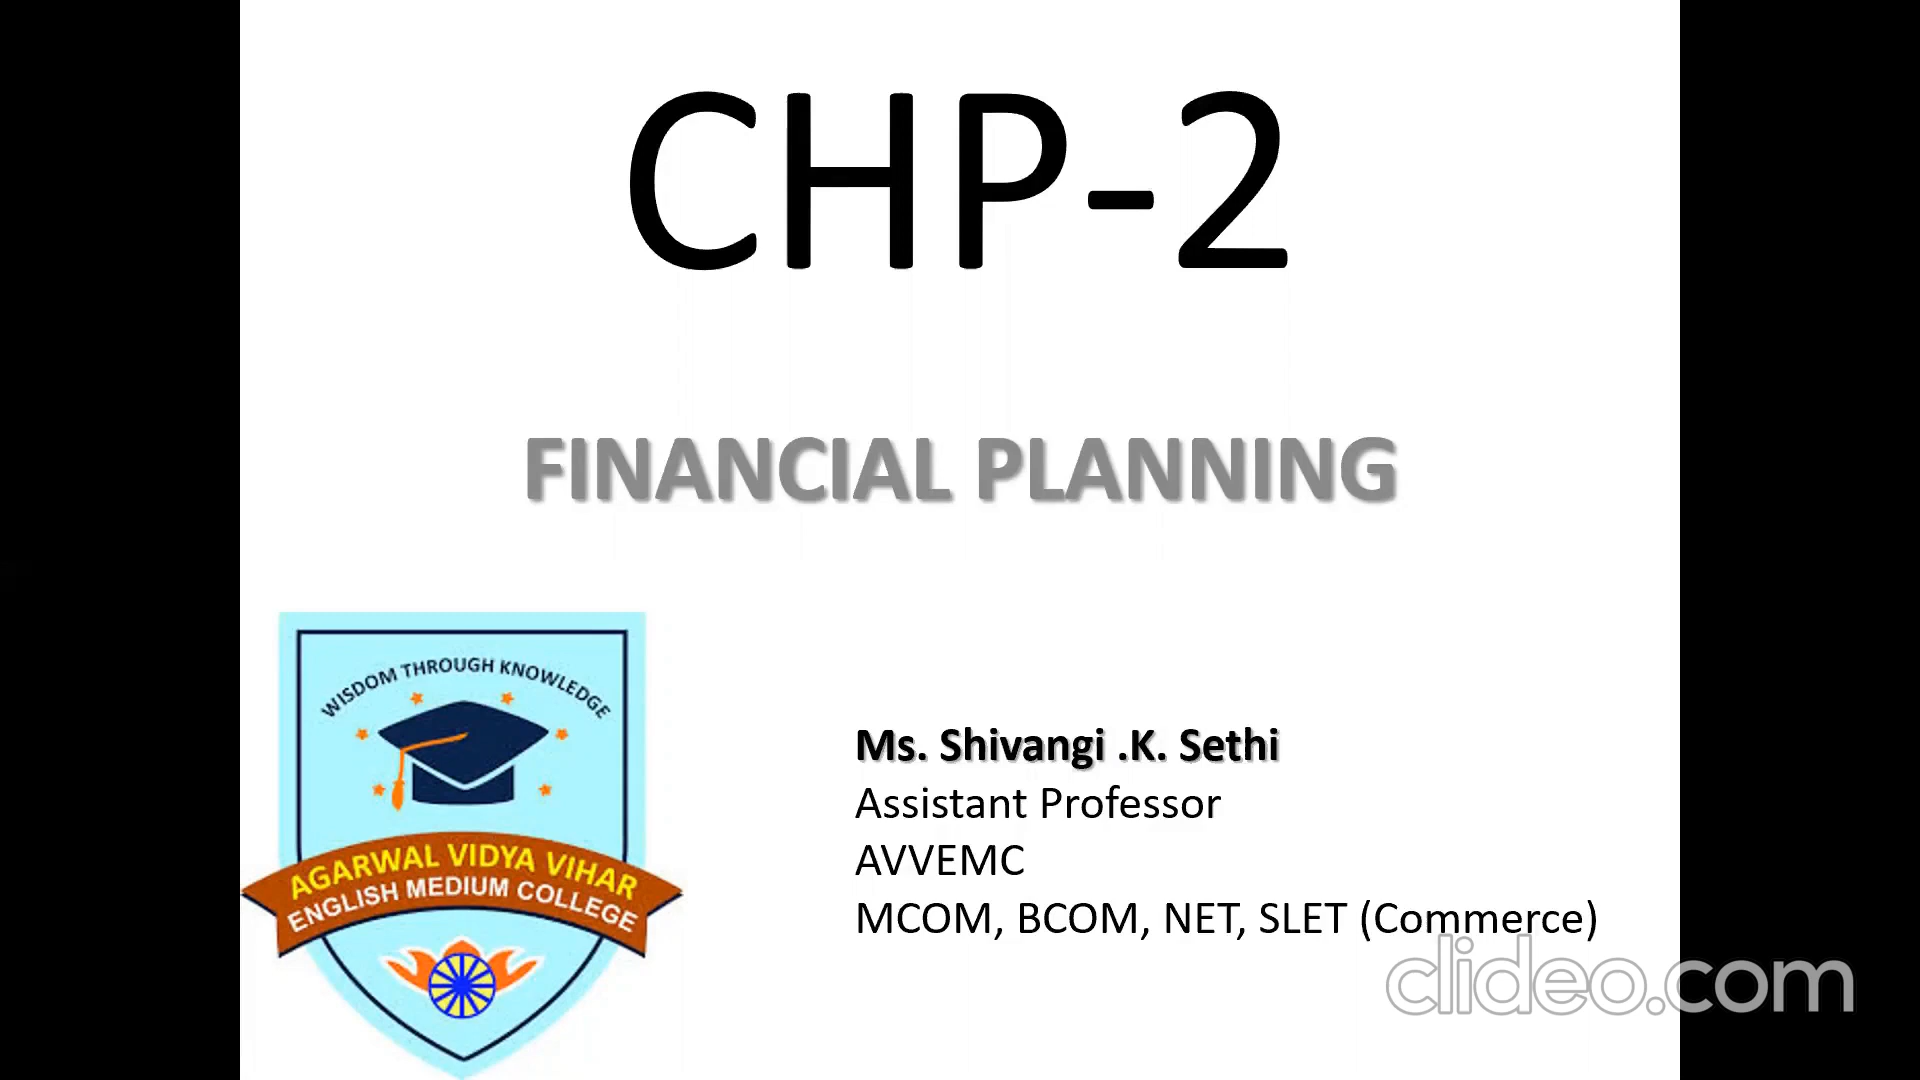 CHP-2
FINANCIAL PLANNING
WISDOM THROUGH KNOWLEDGE
AGARWAL VIDYA VIHAR
ENGLISH MEDIUM COLLEGE
Ms. Shivangi .K. Sethi
Assistant Professor
AVVEMC
MCOM, BCOM, NET, SLET (Commerce)
clideo.com